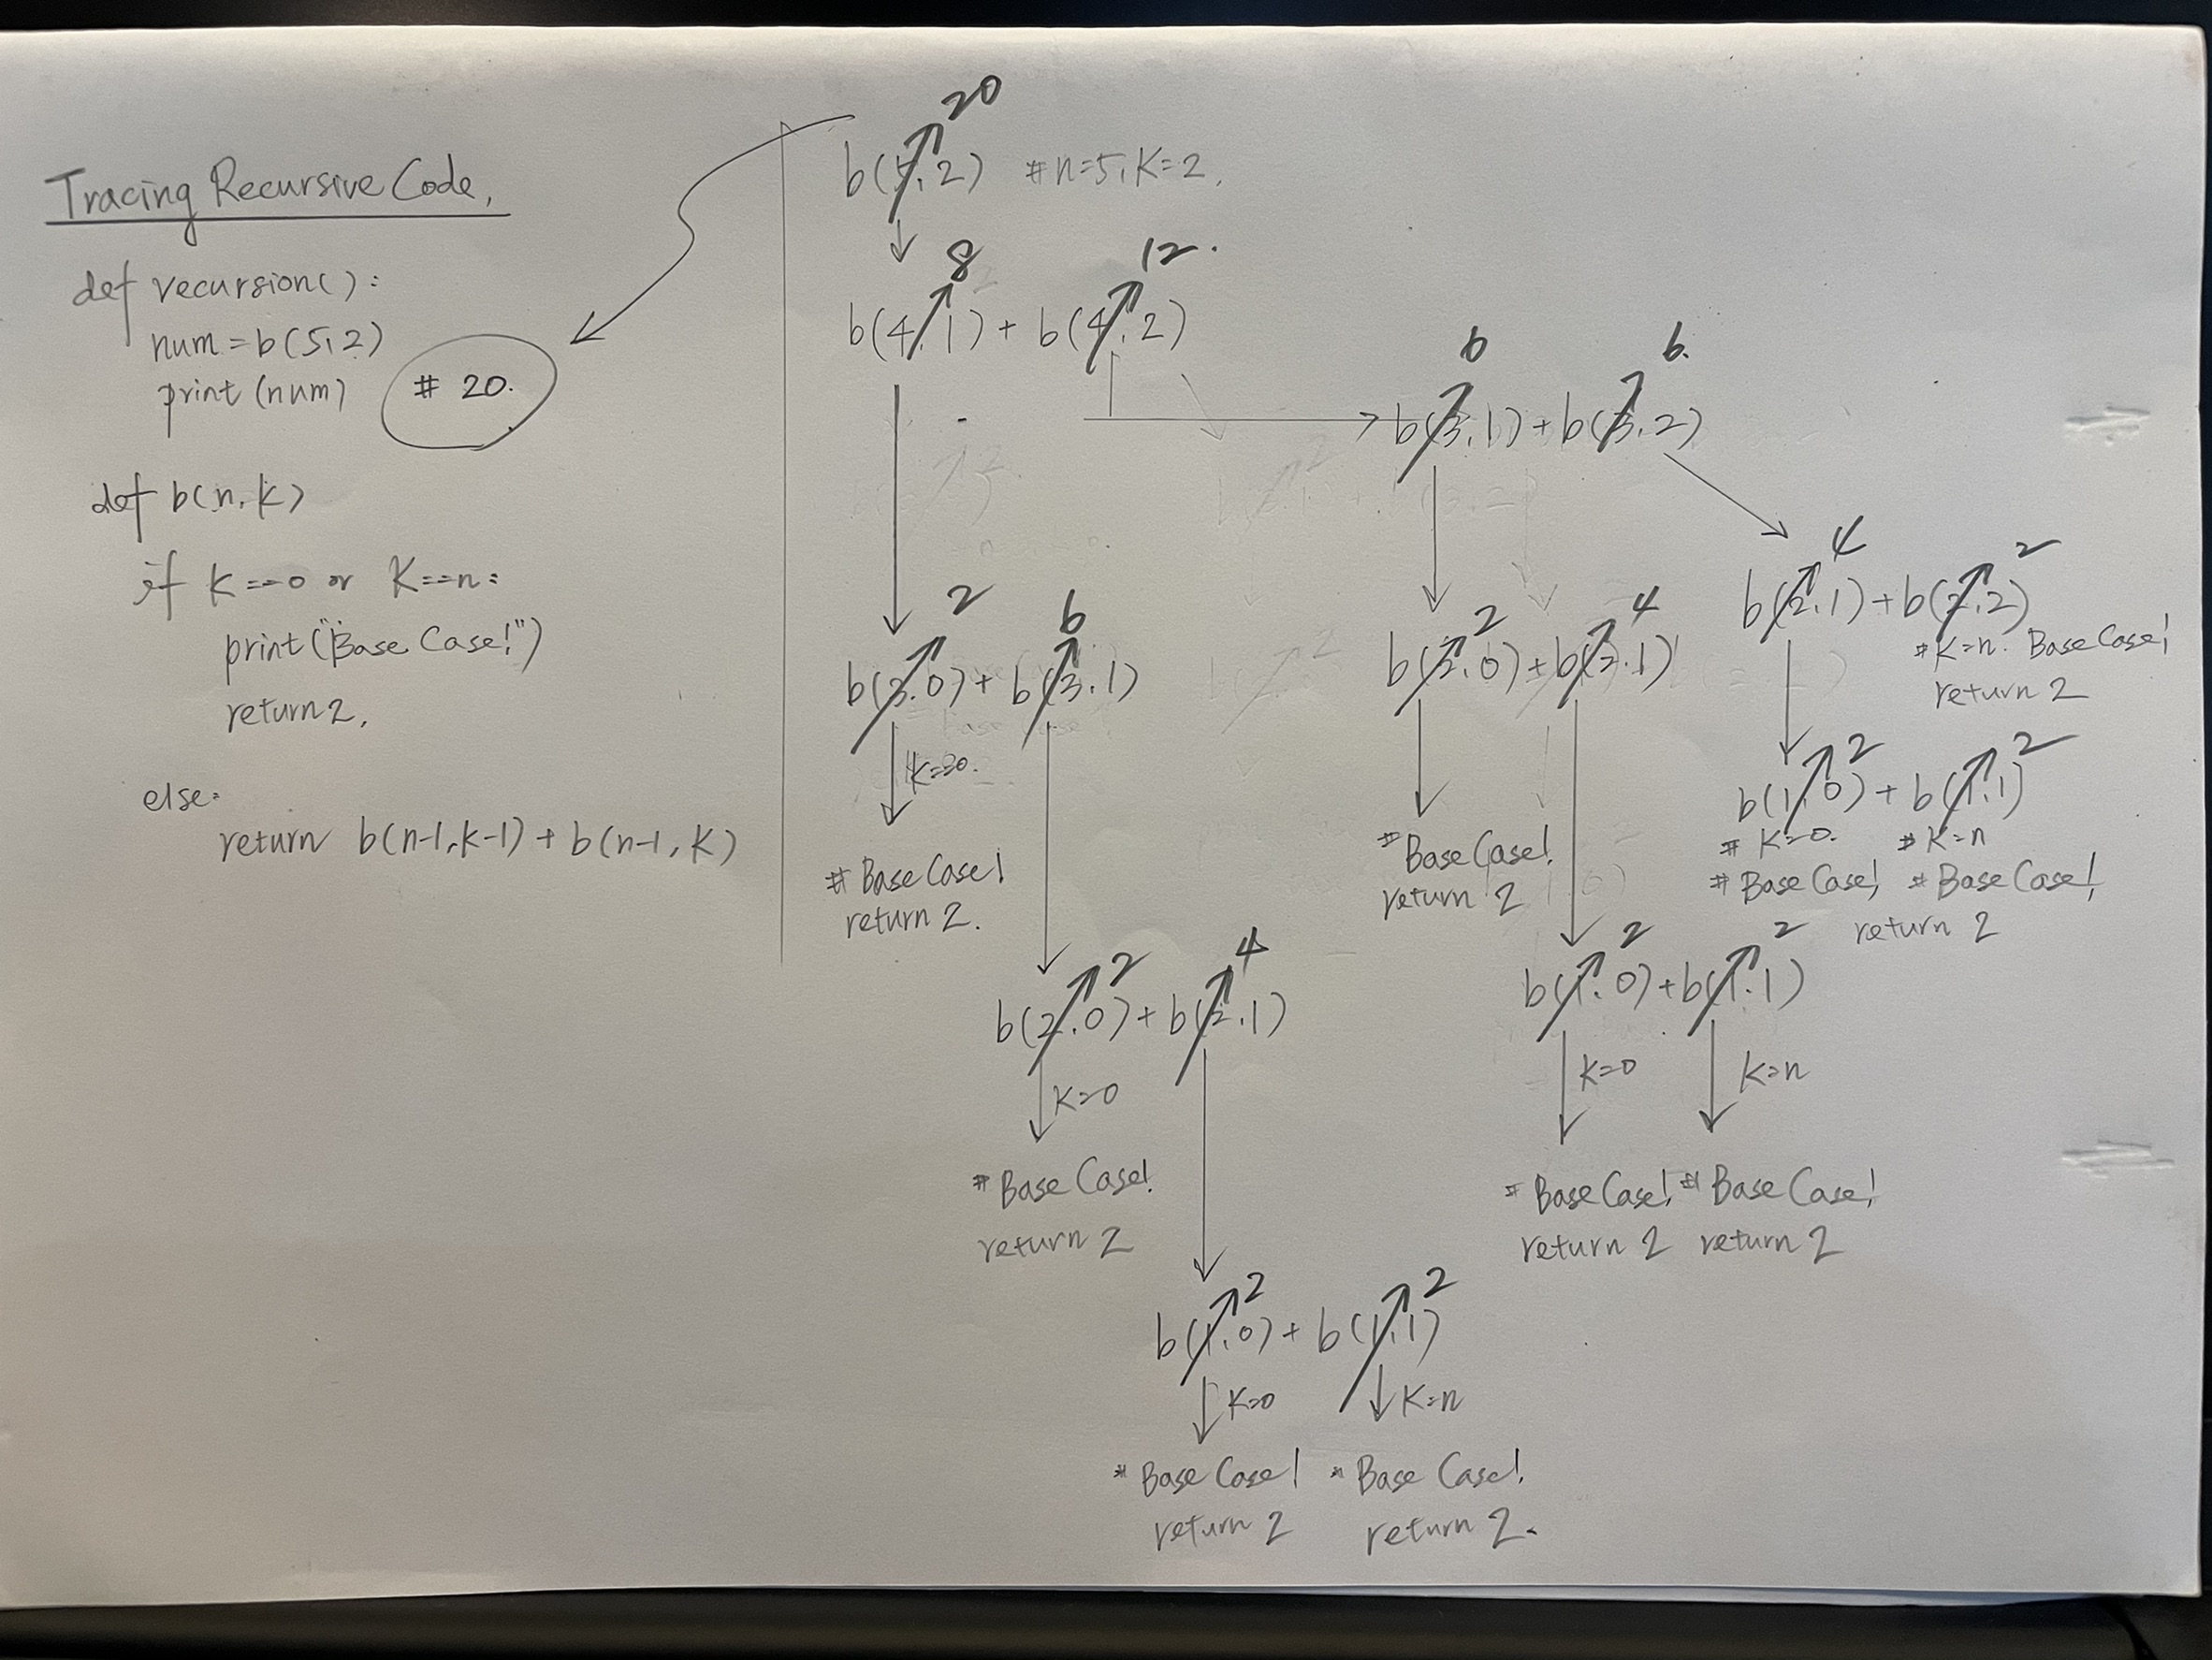 Tracing Recursive Code,
def recursion():
num = b(5,2)
print (num)
# 20.
def b(n,k)
if k==0 or k==n:
print("Base Case!")
return 2,
else:
return b(n-1,k-1) + b(n-1,k)
20
b(5,2) #n=5,k=2,
8 12.
b(4,1) + b(4,2)
6 6.
b(3,1) + b(3,2)
2 6
b(3.0) + b(3.1)
k==0.
# Base Case!
return 2.
2 4
b(2.0) + b(2.1)
k=0
# Base Case!
return 2
2 2
b(1.0) + b(1.1)
k=0 k=n
# Base Case! # Base Case!
return 2 return 2.
2 4
b(2.0) + b(2.1)
# Base Case!
return 2
2 2
b(1.0) + b(1.1)
k=0 k=n
# Base Case! # Base Case!
return 2 return 2
4 2
b(2.1) + b(2.2)
# k=n. Base Case!
return 2
2 2
b(1,0) + b(1.1)
# k=0. # k=n
# Base Case! # Base Case!
return 2